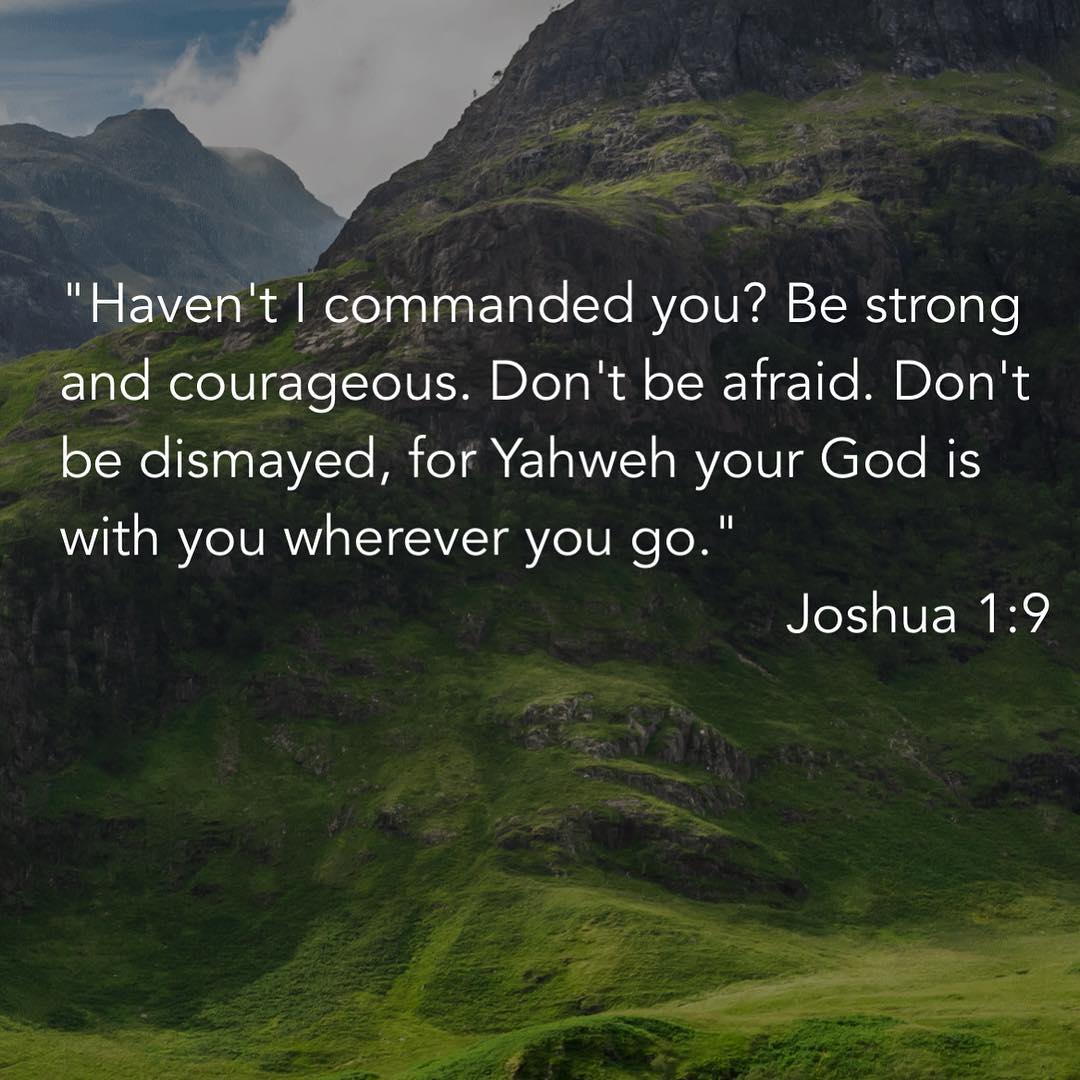 "Haven't I commanded you? Be strong
and courageous. Don't be afraid. Don't
be dismayed, for Yahweh your God is
with you wherever you go."
Joshua 1:9